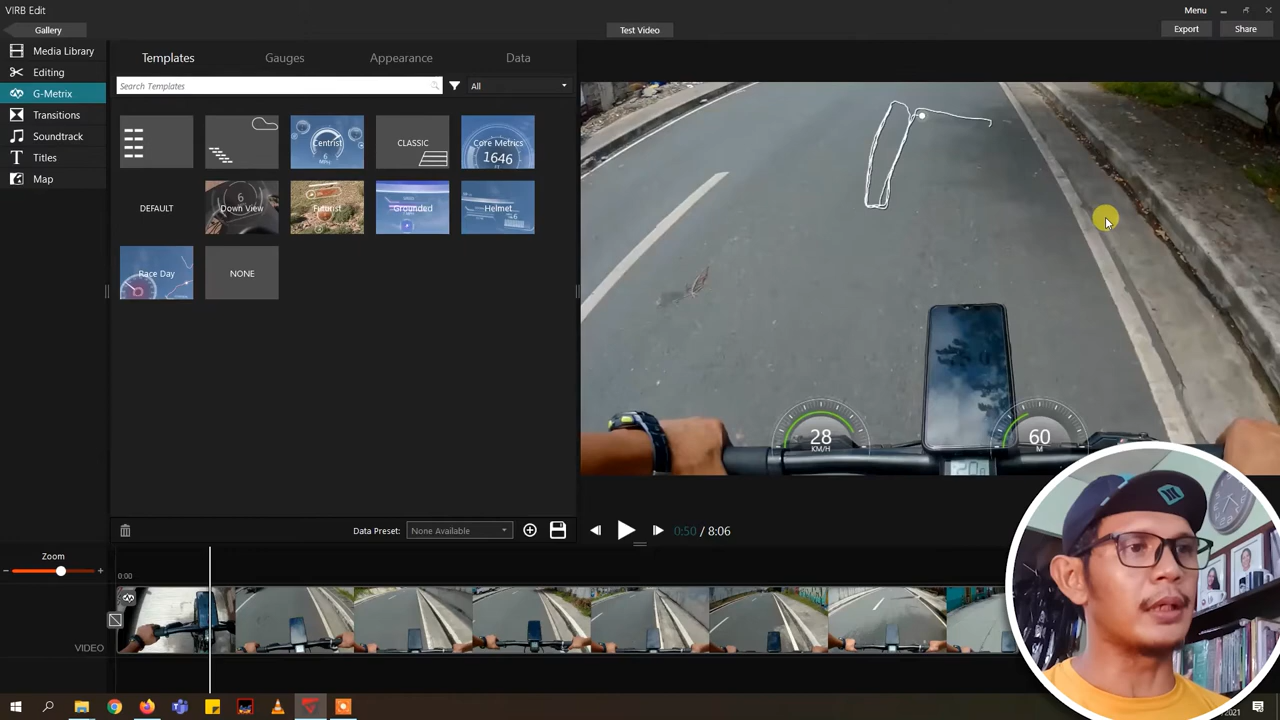 VIRB Edit
Menu
Gallery
Test Video
Export
Share
Media Library
Editing
G-Metrix
Transitions
Soundtrack
Titles
Map
Templates
Gauges
Appearance
Data
Search Templates
All
Centrist
6
CLASSIC
Core Metrics
1646
DEFAULT
6
Down View
Futurist
Grounded
Helmet
Race Day
NONE
28
KM/H
60
M
Data Preset:
None Available
0:50 / 8:06
Zoom
0:00
VIDEO